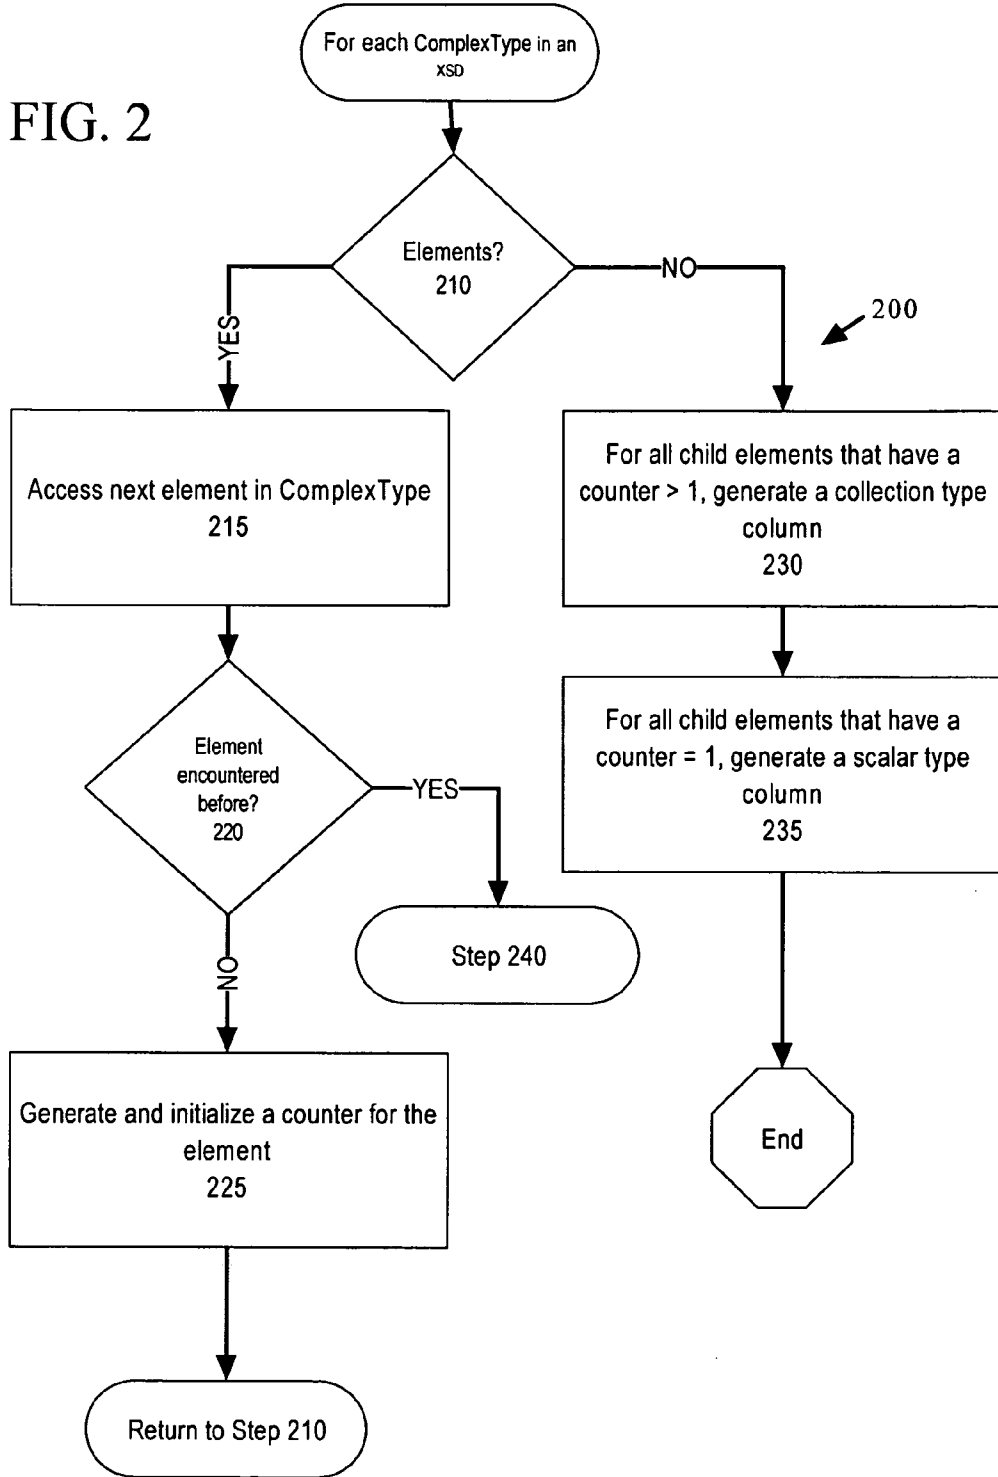 For each ComplexType in an
XSD
FIG. 2
Elements?
210
YES
NO
200
Access next element in ComplexType
215
For all child elements that have a
counter > 1, generate a collection type
column
230
Element
encountered
before?
220
YES
For all child elements that have a
counter = 1, generate a scalar type
column
235
Step 240
NO
Generate and initialize a counter for the
element
225
End
Return to Step 210